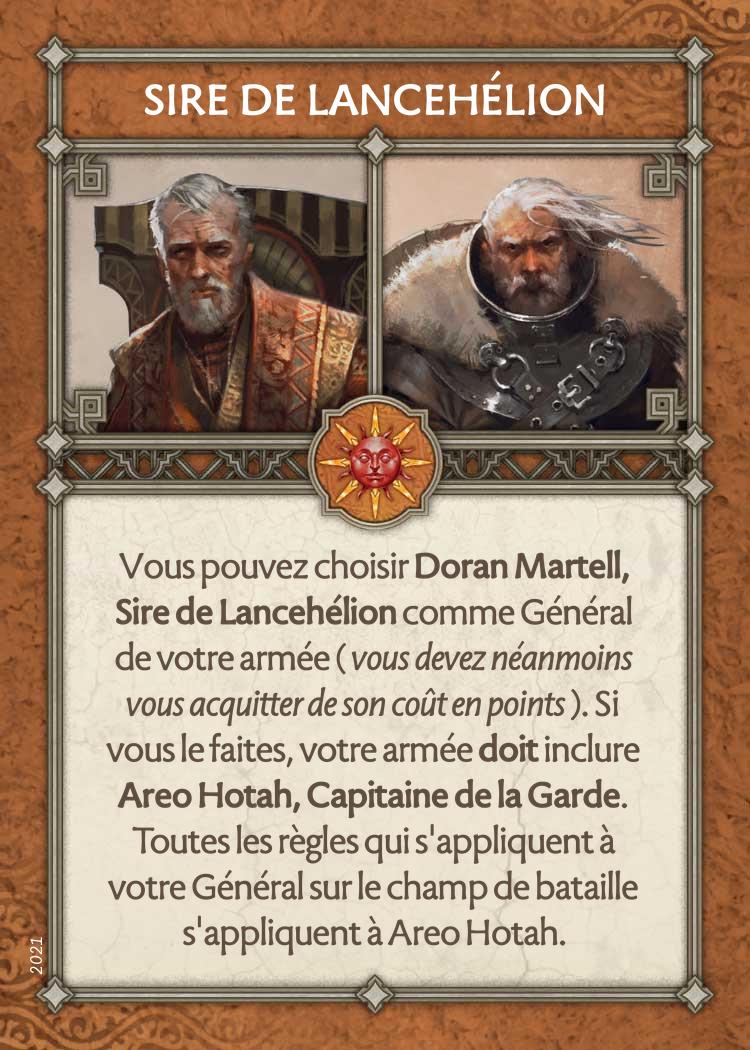 SIRE DE LANCEHÉLION
Vous pouvez choisir Doran Martell,
Sire de Lancehélion comme Général
de votre armée ( vous devez néanmoins
vous acquitter de son coût en points ). Si
vous le faites, votre armée doit inclure
Areo Hotah, Capitaine de la Garde.
Toutes les règles qui s'appliquent à
votre Général sur le champ de bataille
s'appliquent à Areo Hotah.
2021